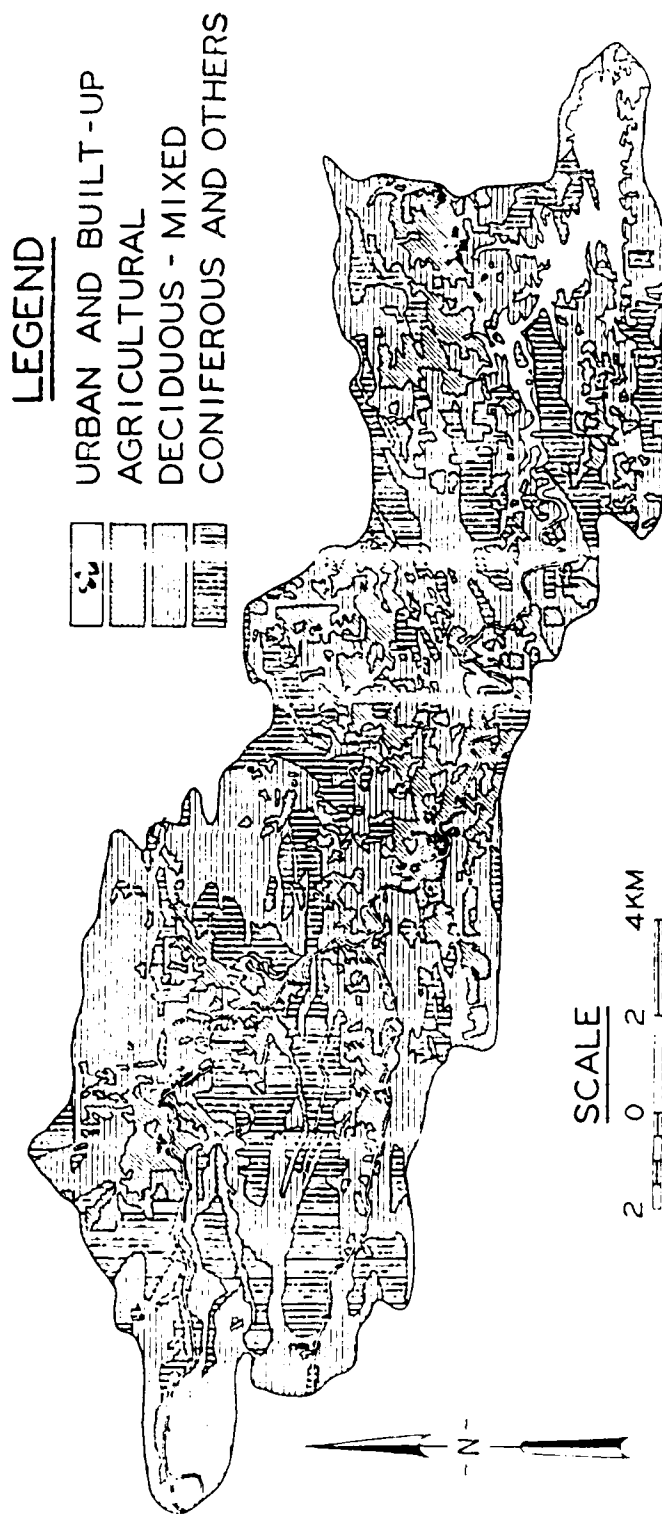 LEGEND
URBAN AND BUILT-UP
AGRICULTURAL
DECIDUOUS - MIXED
CONIFEROUS AND OTHERS
SCALE
2 0 2 4KM
-N-